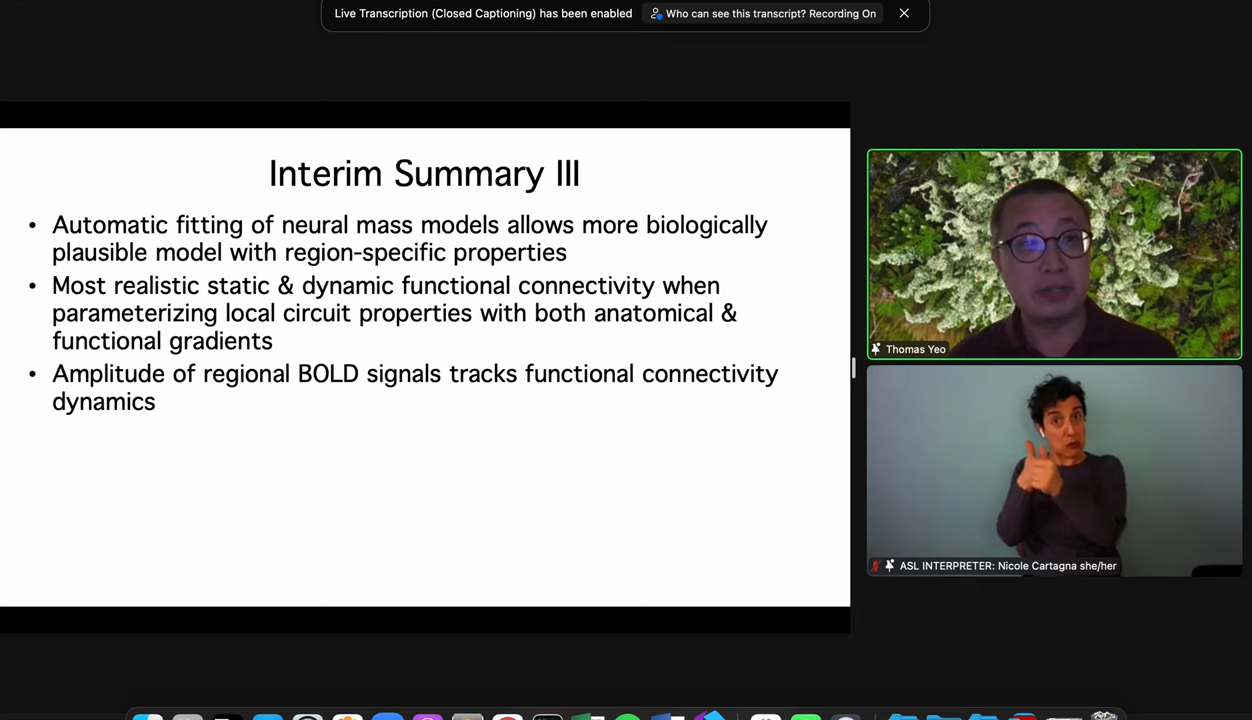 Live Transcription (Closed Captioning) has been enabled
Who can see this transcript? Recording On
Interim Summary III
• Automatic fitting of neural mass models allows more biologically
plausible model with region-specific properties
• Most realistic static & dynamic functional connectivity when
parameterizing local circuit properties with both anatomical &
functional gradients
• Amplitude of regional BOLD signals tracks functional connectivity
dynamics
Thomas Yeo
ASL INTERPRETER: Nicole Cartagna she/her